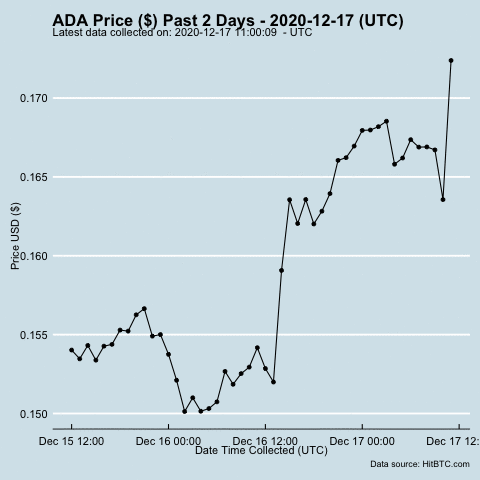 ADA Price ($) Past 2 Days - 2020-12-17 (UTC)
Latest data collected on: 2020-12-17 11:00:09 - UTC
0.170
0.165
0.160
0.155
0.150
Price USD ($)
Dec 15 12:00 Dec 16 00:00 Dec 16 12:00 Dec 17 00:00 Dec 17 12:
Date Time Collected (UTC)
Data source: HitBTC.com